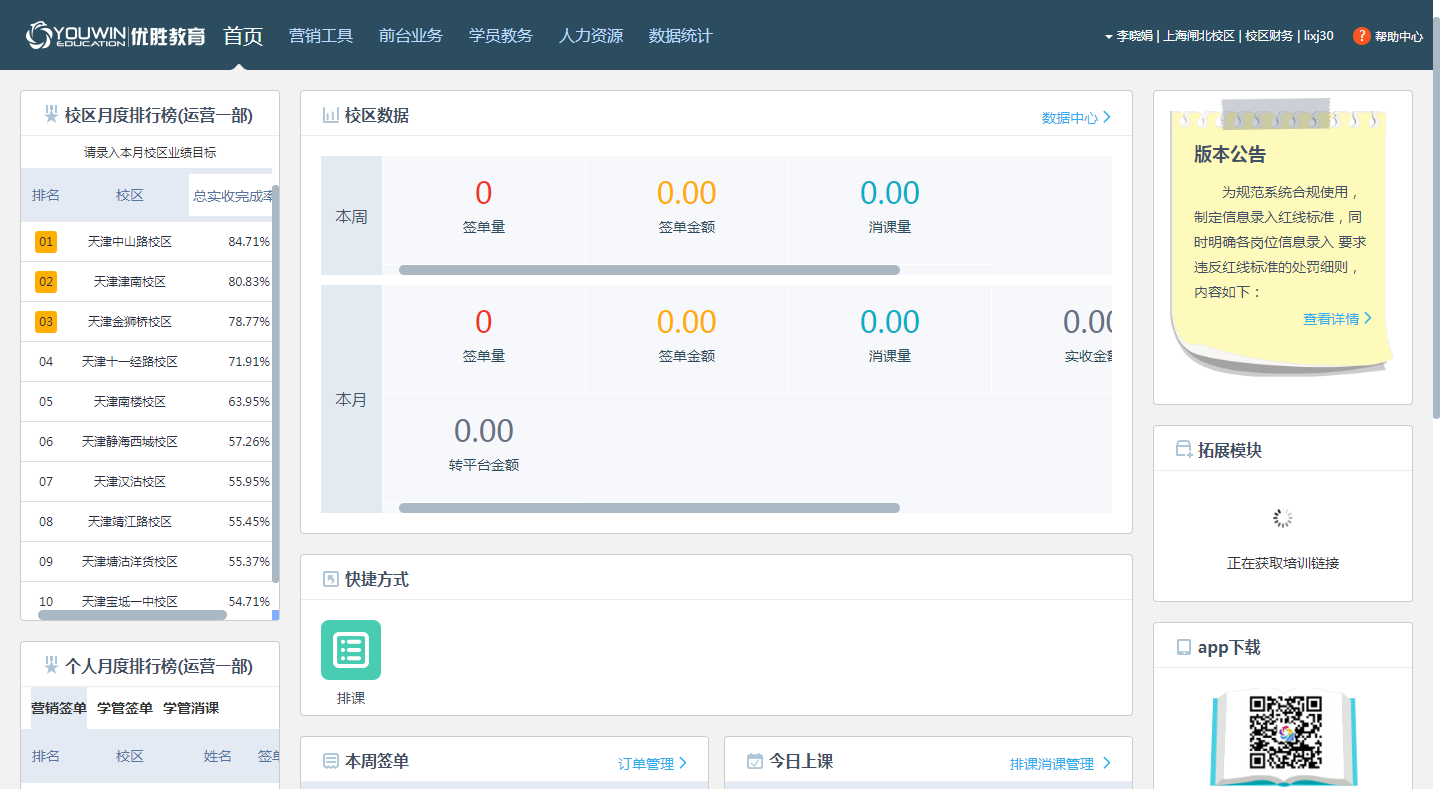 YOUWIN EDUCATION 优胜教育
首页 营销工具 前台业务 学员教务 人力资源 数据统计
李晓娟 | 上海闸北校区 | 校区财务 | lixj30 ? 帮助中心
校区月度排行榜(运营一部)
请录入本月校区业绩目标
排名 校区 总实收完成率
01 天津中山路校区 84.71%
02 天津津南校区 80.83%
03 天津金狮桥校区 78.77%
04 天津十一经路校区 71.91%
05 天津南楼校区 63.95%
06 天津静海西城校区 57.26%
07 天津汉沽校区 55.95%
08 天津靖江路校区 55.45%
09 天津塘沽洋货校区 55.37%
10 天津宝坻一中校区 54.71%
个人月度排行榜(运营一部)
营销签单 学管签单 学管消课
排名 校区 姓名 签单
校区数据 数据中心
本周
0 0.00 0.00
签单量 签单金额 消课量
本月
0 0.00 0.00 0.00
签单量 签单金额 消课量 实收金额
0.00
转平台金额
快捷方式
排课
本周签单 订单管理
今日上课 排课消课管理
版本公告
为规范系统合规使用，
制定信息录入红线标准，同
时明确各岗位信息录入 要求
违反红线标准的处罚细则，
内容如下：
查看详情
拓展模块
正在获取培训链接
app下载